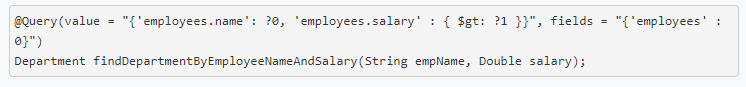 @Query(value = "{'employees.name': ?0, 'employees.salary' : { $gt: ?1 }}", fields = "{'employees' :
0}")
Department findDepartmentByEmployeeNameAndSalary(String empName, Double salary);